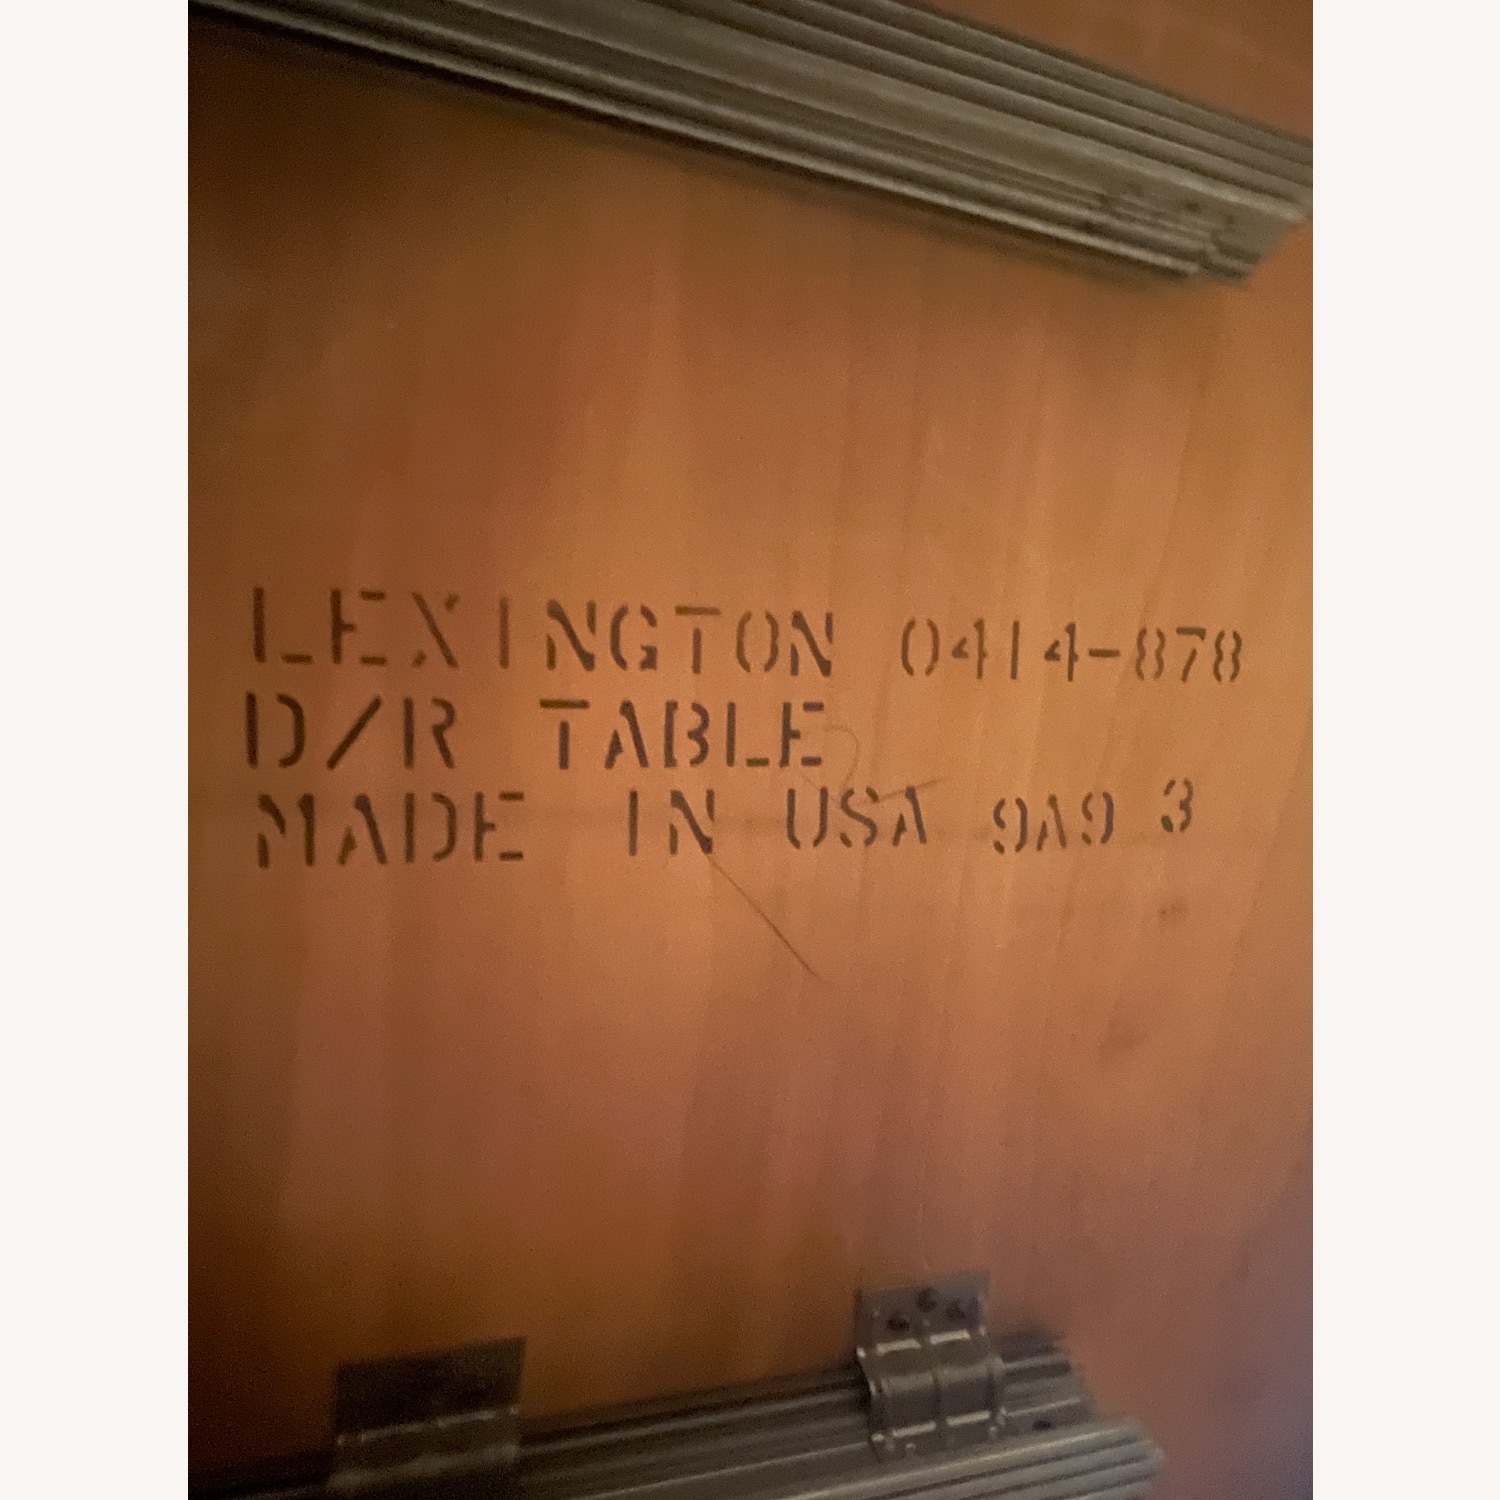 LEXINGTON 0414-878
D/R TABLE
MADE IN USA 9A9 3